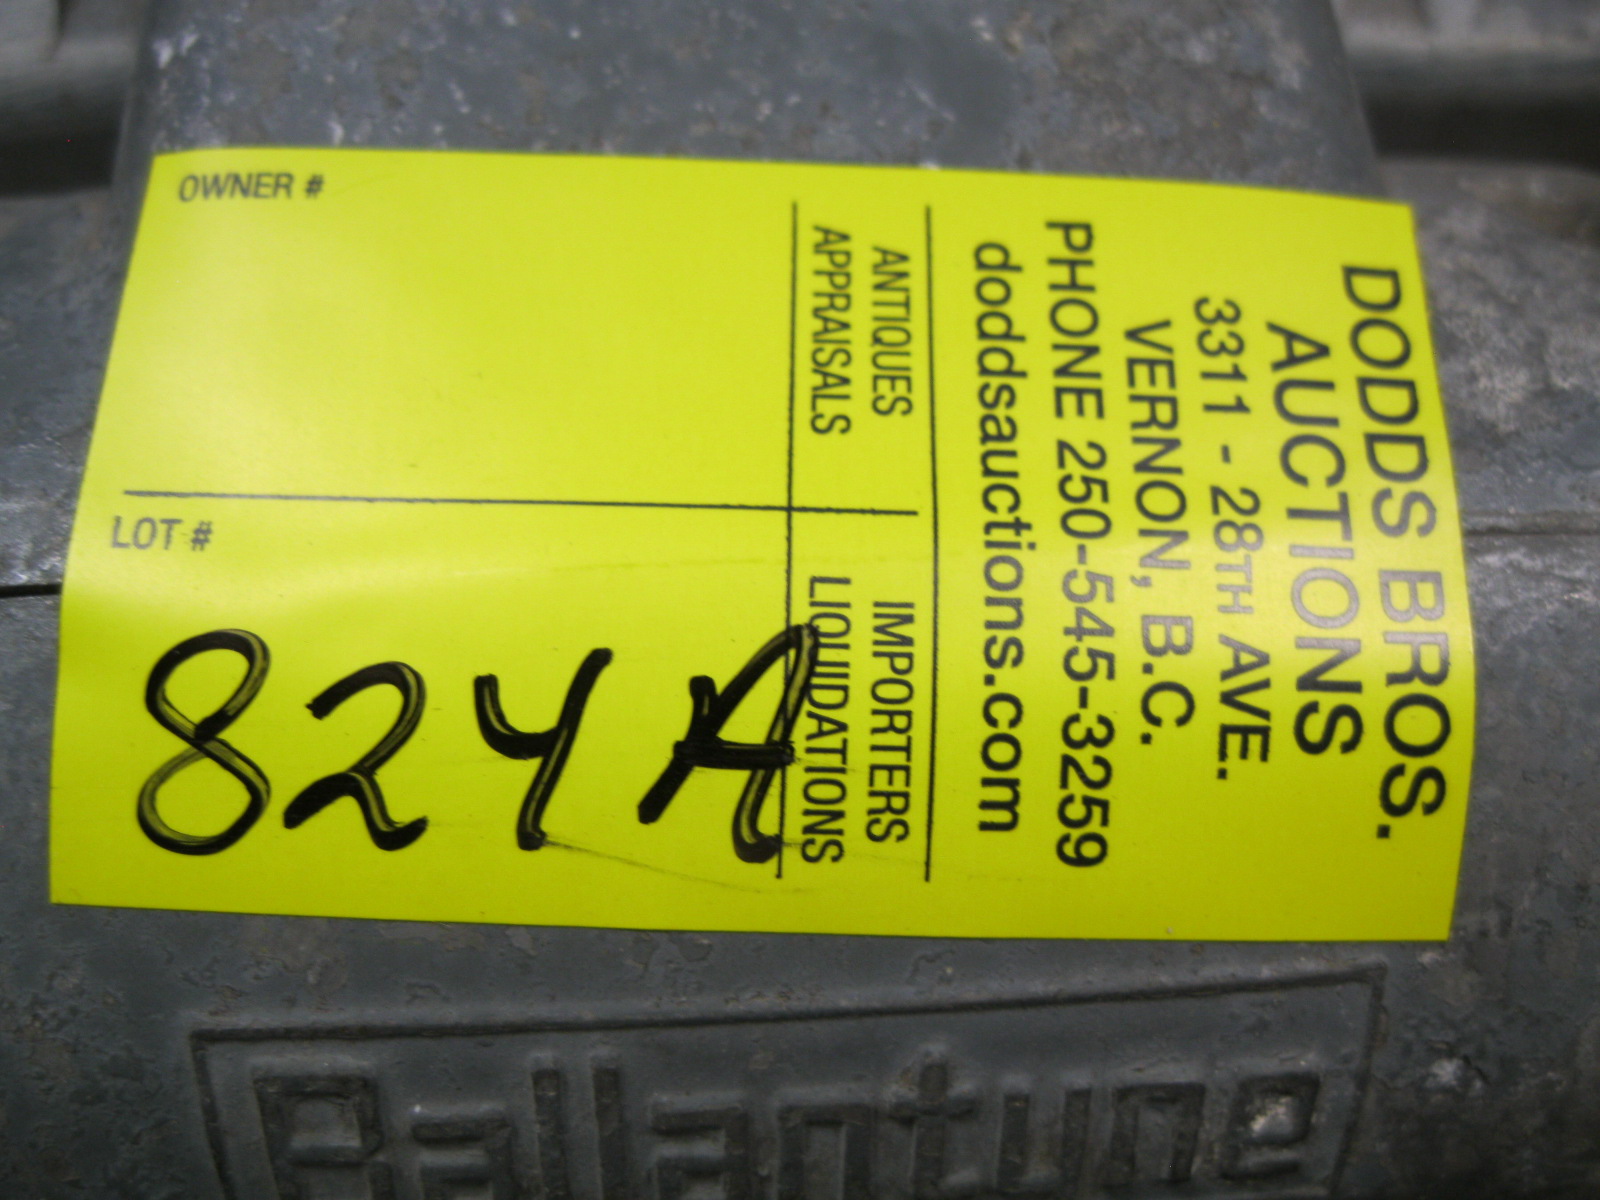 DODDS BROS.
AUCTIONS
3311 - 28TH AVE.
VERNON, B.C.
PHONE 250-545-3259
doddsauctions.com
ANTIQUES
APPRAISALS
IMPORTERS
LIQUIDATIONS
OWNER #
LOT #
824A
Ballantyne